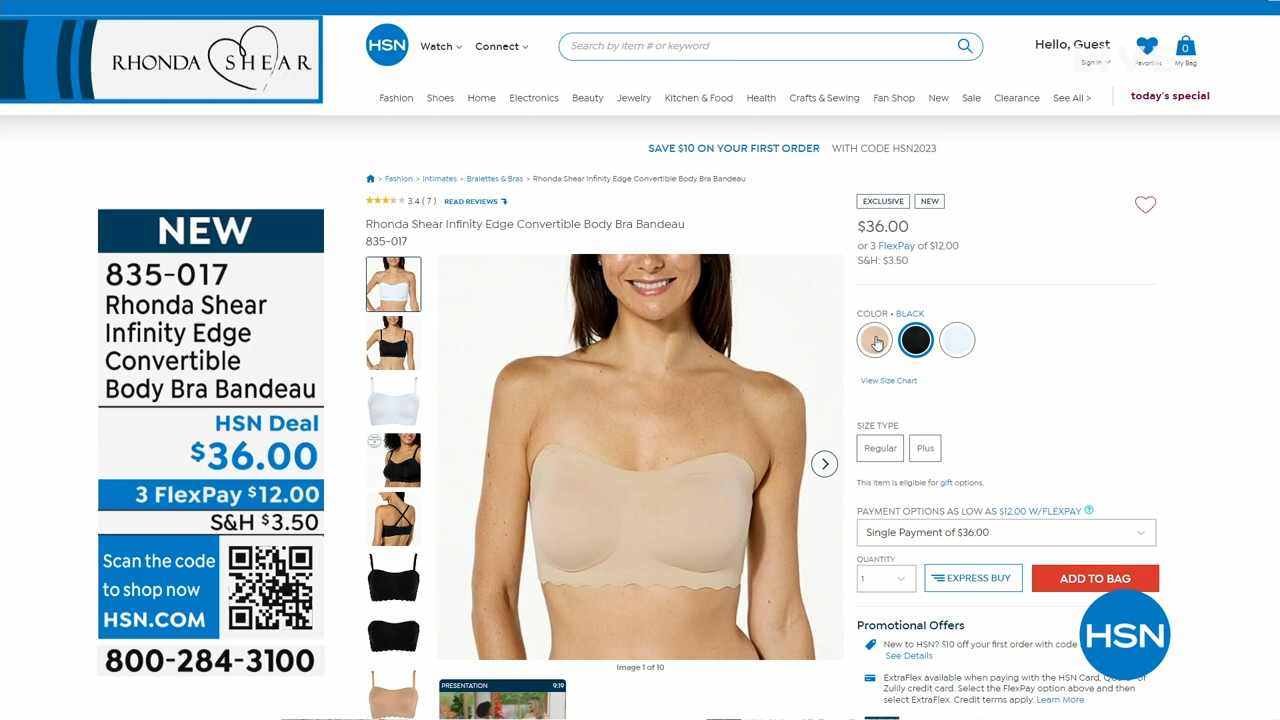 RHONDA SHEAR
HSN
Watch
Connect
Search by item # or keyword
Hello, Guest
Sign In
Favorites
0
My Bag
Fashion Shoes Home Electronics Beauty Jewelry Kitchen & Food Health Crafts & Sewing Fan Shop New Sale Clearance See All >
today's special
SAVE $10 ON YOUR FIRST ORDER WITH CODE HSN2023
> Fashion > Intimates > Bralettes & Bras > Rhonda Shear Infinity Edge Convertible Body Bra Bandeau
3.4 ( 7 ) READ REVIEWS
Rhonda Shear Infinity Edge Convertible Body Bra Bandeau
835-017
NEW
835-017
Rhonda Shear
Infinity Edge
Convertible
Body Bra Bandeau
HSN Deal
$36.00
3 FlexPay $12.00
S&H $3.50
Scan the code
to shop now
HSN.COM
800-284-3100
Image 1 of 10
PRESENTATION 9:19
EXCLUSIVE NEW
$36.00
or 3 FlexPay of $12.00
S&H: $3.50
COLOR • BLACK
View Size Chart
SIZE TYPE
Regular Plus
This item is eligible for gift options.
PAYMENT OPTIONS AS LOW AS $12.00 W/FLEXPAY
Single Payment of $36.00
QUANTITY
1
EXPRESS BUY
ADD TO BAG
Promotional Offers
New to HSN? $10 off your first order with code
See Details
ExtraFlex available when paying with the HSN Card, or
Zulily credit card. Select the FlexPay option above and then
select ExtraFlex. Credit terms apply. Learn More
HSN